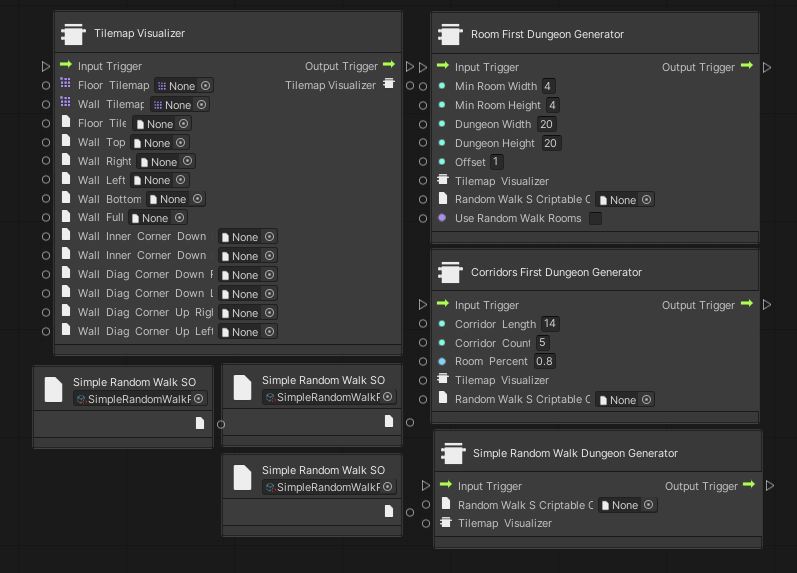 Tilemap Visualizer
Input Trigger
Output Trigger
Floor Tilemap None
Tilemap Visualizer
Wall Tilemap None
Floor Tile None
Wall Top None
Wall Right None
Wall Left None
Wall Bottom None
Wall Full None
Wall Inner Corner Down None
Wall Inner Corner Down None
Wall Diag Corner Down None
Wall Diag Corner Down None
Wall Diag Corner Up Rig None
Wall Diag Corner Up Left None
Room First Dungeon Generator
Input Trigger
Output Trigger
Min Room Width 4
Min Room Height 4
Dungeon Width 20
Dungeon Height 20
Offset 1
Tilemap Visualizer
Random Walk S Criptable C None
Use Random Walk Rooms
Corridors First Dungeon Generator
Input Trigger
Output Trigger
Corridor Length 14
Corridor Count 5
Room Percent 0.8
Tilemap Visualizer
Random Walk S Criptable C None
Simple Random Walk SO
SimpleRandomWalkF
Simple Random Walk SO
SimpleRandomWalkF
Simple Random Walk SO
SimpleRandomWalkF
Simple Random Walk Dungeon Generator
Input Trigger
Output Trigger
Random Walk S Criptable C None
Tilemap Visualizer